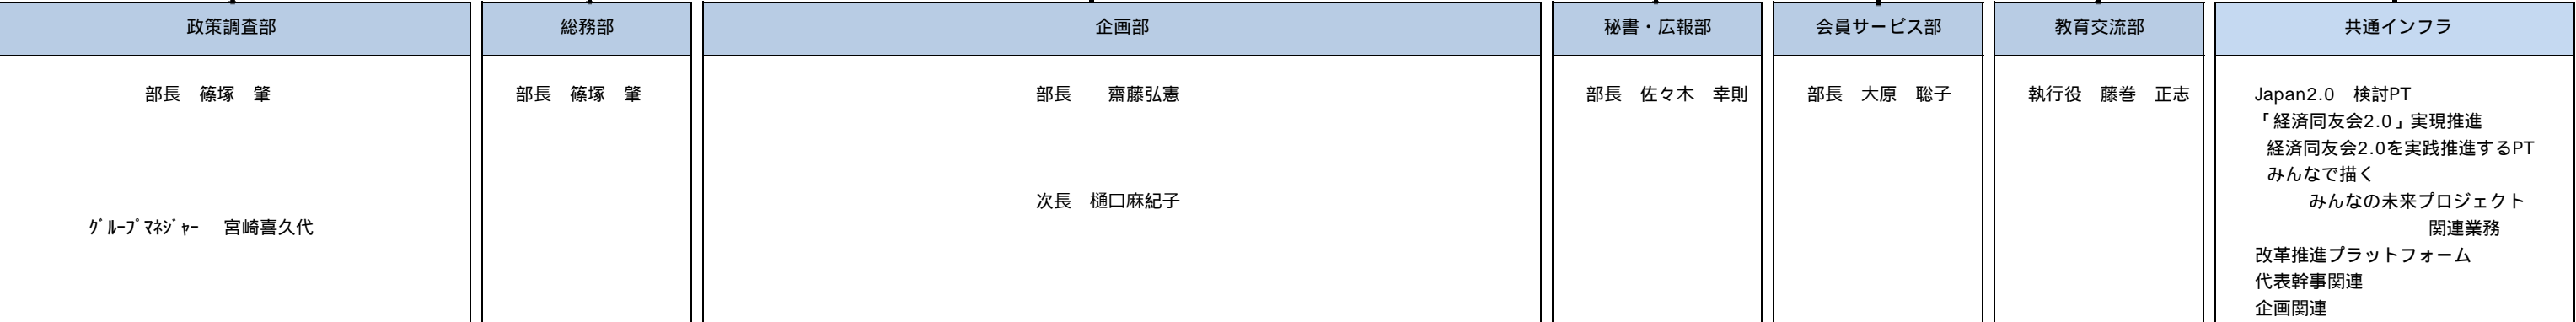 政策調査部
部長　篠塚　肇
ｸﾞﾙｰﾌﾟﾏﾈｼﾞｬｰ　宮崎喜久代
総務部
部長　篠塚　肇
企画部
部長　　齋藤弘憲
次長　樋口麻紀子
秘書・広報部
部長　佐々木　幸則
会員サービス部
部長　大原　聡子
教育交流部
執行役　藤巻　正志
共通インフラ
Japan2.0　検討PT
「経済同友会2.0」実現推進
経済同友会2.0を実践推進するPT
みんなで描く
みんなの未来プロジェクト
関連業務
改革推進プラットフォーム
代表幹事関連
企画関連